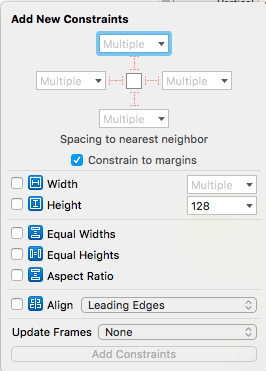 Vertical
Add New Constraints
Multiple
Multiple Multiple
Multiple
Spacing to nearest neighbor
Constrain to margins
Width Multiple
Height 128
Equal Widths
Equal Heights
Aspect Ratio
Align Leading Edges
Update Frames None
Add Constraints